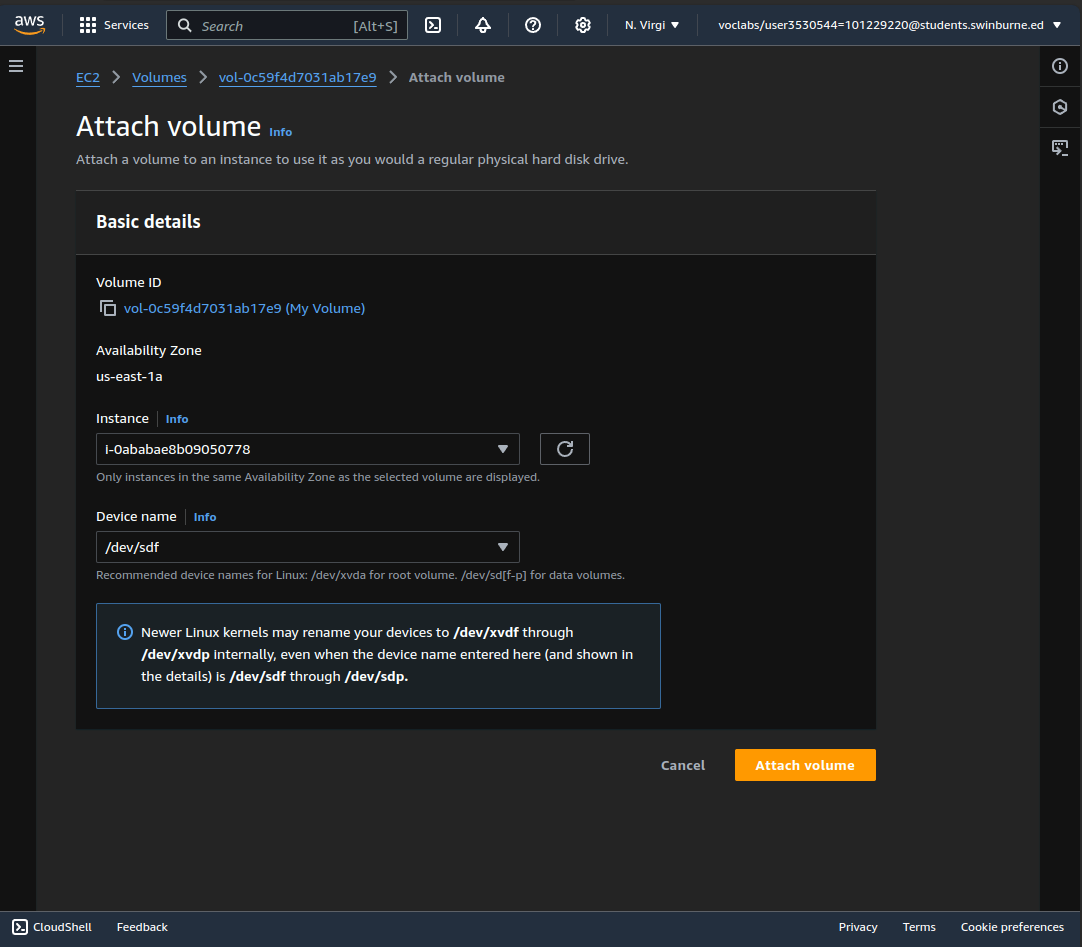 aws
Services
Search
[Alt+S]
N. Virgi
voclabs/user3530544=101229220@students.swinburne.ed
EC2 > Volumes > vol-0c59f4d7031ab17e9 > Attach volume
Attach volume Info
Attach a volume to an instance to use it as you would a regular physical hard disk drive.
Basic details
Volume ID
vol-0c59f4d7031ab17e9 (My Volume)
Availability Zone
us-east-1a
Instance | Info
i-0ababae8b09050778
Only instances in the same Availability Zone as the selected volume are displayed.
Device name | Info
/dev/sdf
Recommended device names for Linux: /dev/xvda for root volume. /dev/sd[f-p] for data volumes.
Newer Linux kernels may rename your devices to /dev/xvdf through
/dev/xvdp internally, even when the device name entered here (and shown in
the details) is /dev/sdf through /dev/sdp.
Cancel
Attach volume
CloudShell
Feedback
Privacy
Terms
Cookie preferences